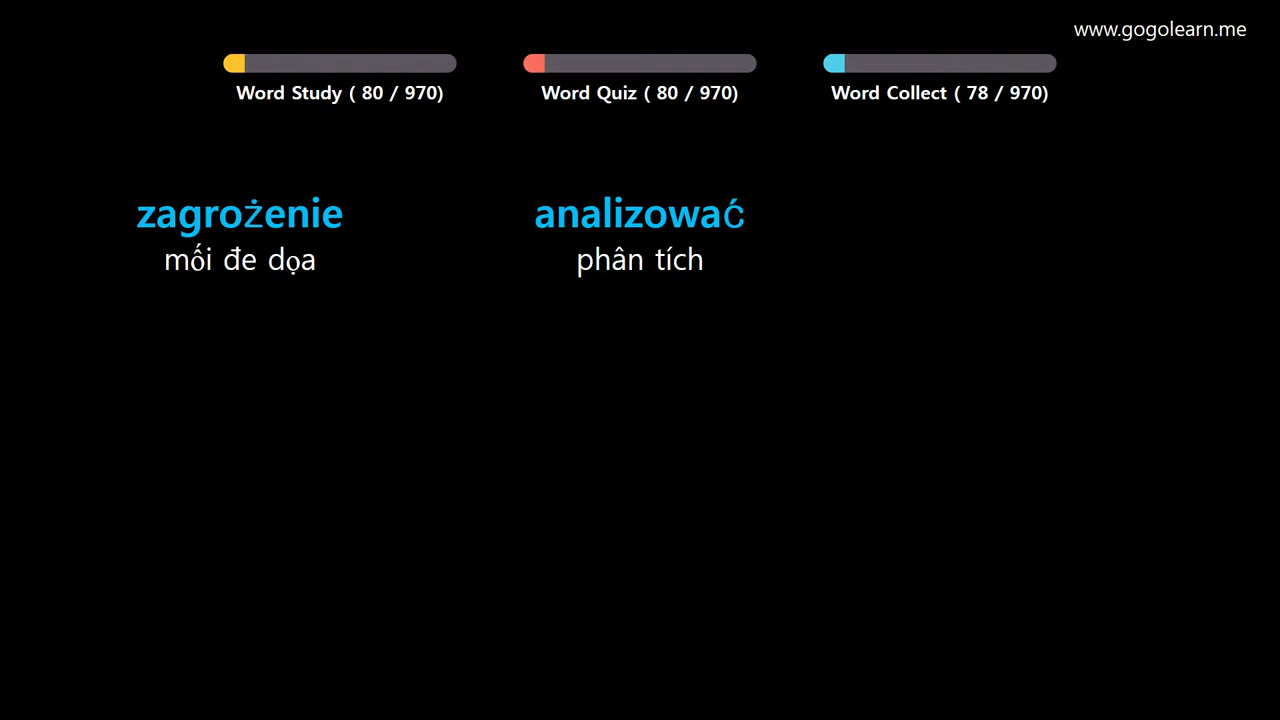 www.gogolearn.me
Word Study ( 80 / 970)
Word Quiz ( 80 / 970)
Word Collect ( 78 / 970)
zagrożenie
mối đe dọa
analizować
phân tích